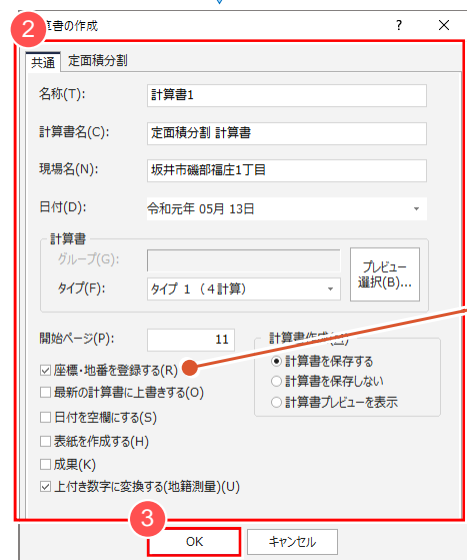 2
算書の作成 ? ×
共通 定面積分割
名称(T): 計算書1
計算書名(C): 定面積分割 計算書
現場名(N): 坂井市磯部福庄1丁目
日付(D): 令和元年 05月 13日
計算書
グループ(G):
タイプ(F): タイプ 1 (4計算)
プレビュー
選択(B)...
開始ページ(P): 11
☑座標・地番を登録する(R)
☐最新の計算書に上書きする(O)
☐日付を空欄にする(S)
☐表紙を作成する(H)
☐成果(K)
☑上付き数字に変換する(地籍測量)(U)
計算書作成
計算書を保存する
計算書を保存しない
計算書プレビューを表示
3
OK キャンセル